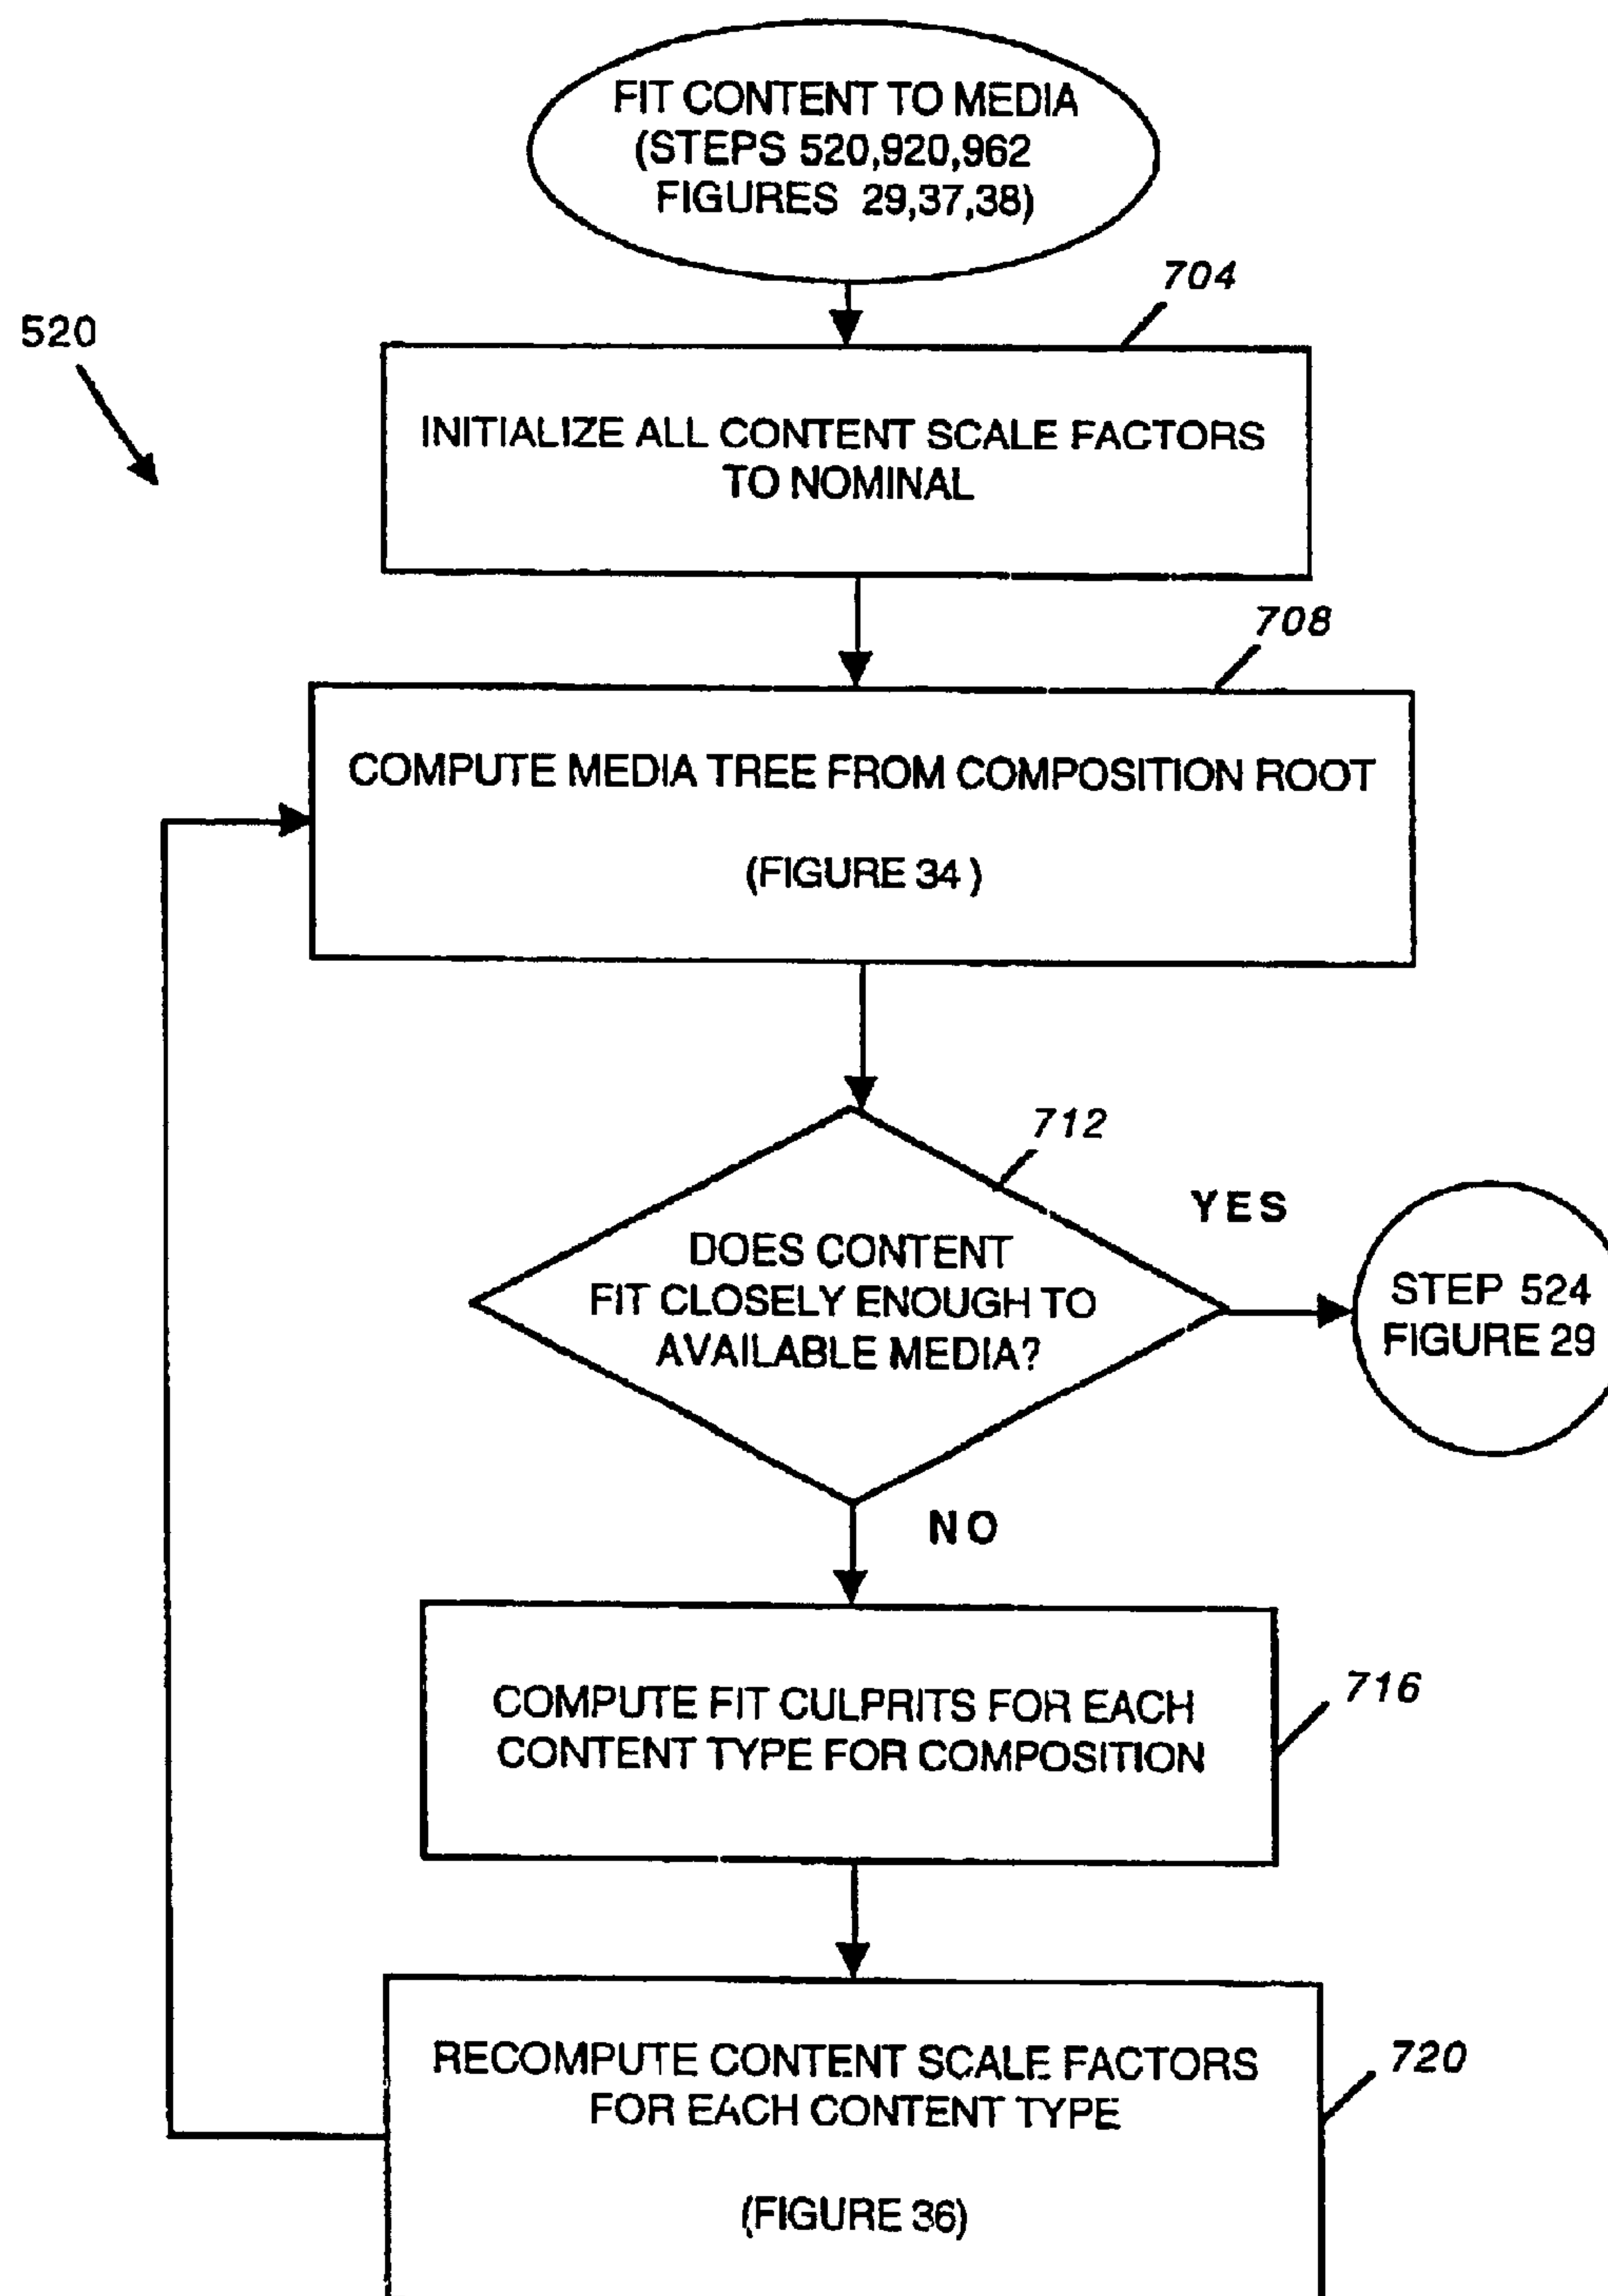 FIT CONTENT TO MEDIA
(STEPS 520,920,962
FIGURES 29,37,38)
704
520
INITIALIZE ALL CONTENT SCALE FACTORS
TO NOMINAL
708
COMPUTE MEDIA TREE FROM COMPOSITION ROOT
(FIGURE 34 )
712
YES
DOES CONTENT
FIT CLOSELY ENOUGH TO
AVAILABLE MEDIA?
STEP 524
FIGURE 29
NO
716
COMPUTE FIT CULPRITS FOR EACH
CONTENT TYPE FOR COMPOSITION
720
RECOMPUTE CONTENT SCALE FACTORS
FOR EACH CONTENT TYPE
(FIGURE 36)